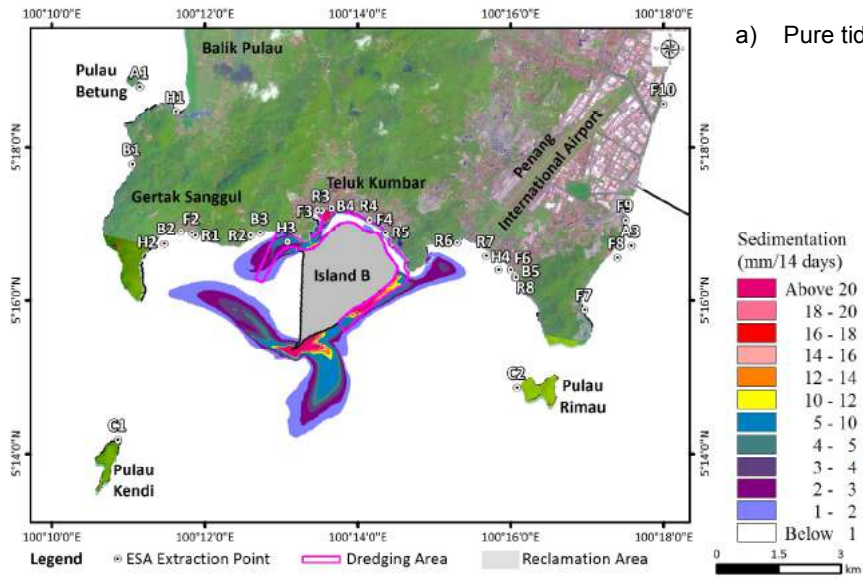 100°10'0"E 100°12'0"E 100°14'0"E 100°16'0"E 100°18'0"E
a) Pure tid
Balik Pulau
Pulau
Betung
A1
H1
F10
5°18'0"N
5°18'0"N
B1
Penang
International Airport
Gertak Sanggul
Teluk Kumbar
F9
A3
F8
R3
F3
B4
R4
F4
R5
B2
F2
H2
R1
R2
B3
H3
R6
R7
H4
F6
B5
R8
F7
Island B
5°16'0"N
5°16'0"N
C2
Pulau
Rimau
C1
Pulau
Kendi
5°14'0"N
5°14'0"N
Sedimentation
(mm/14 days)
Above 20
18 - 20
16 - 18
14 - 16
12 - 14
10 - 12
5 - 10
4 - 5
3 - 4
2 - 3
1 - 2
Below 1
0 1.5 3
km
100°10'0"E 100°12'0"E 100°14'0"E 100°16'0"E 100°18'0"E
Legend ESA Extraction Point Dredging Area Reclamation Area